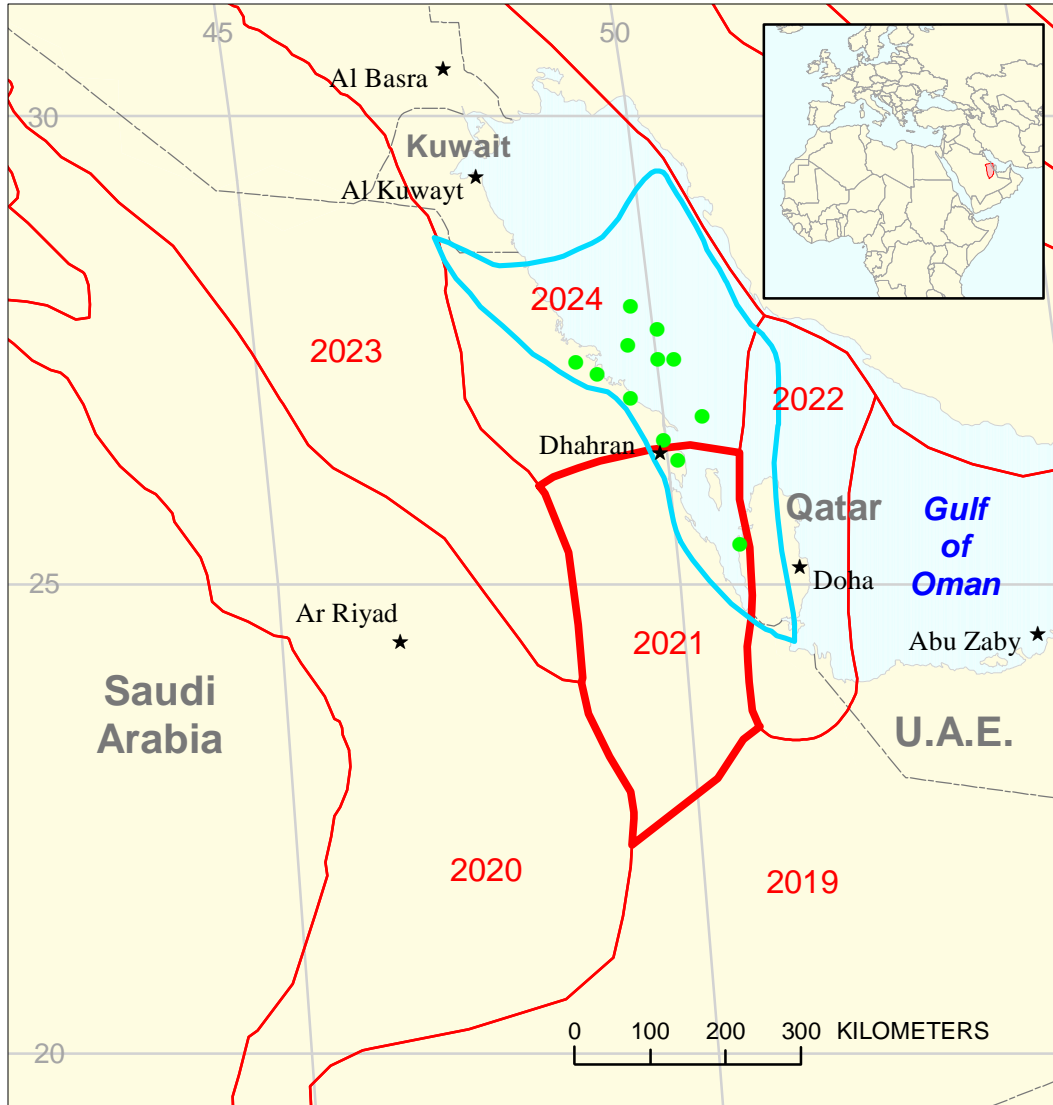 45
50
Al Basra
30
Kuwait
Al Kuwayt
2024
2023
2022
Dhahran
Qatar
Gulf
of
Oman
Doha
25
Ar Riyad
2021
Abu Zaby
Saudi
Arabia
U.A.E.
2020
2019
0 100 200 300 KILOMETERS
20